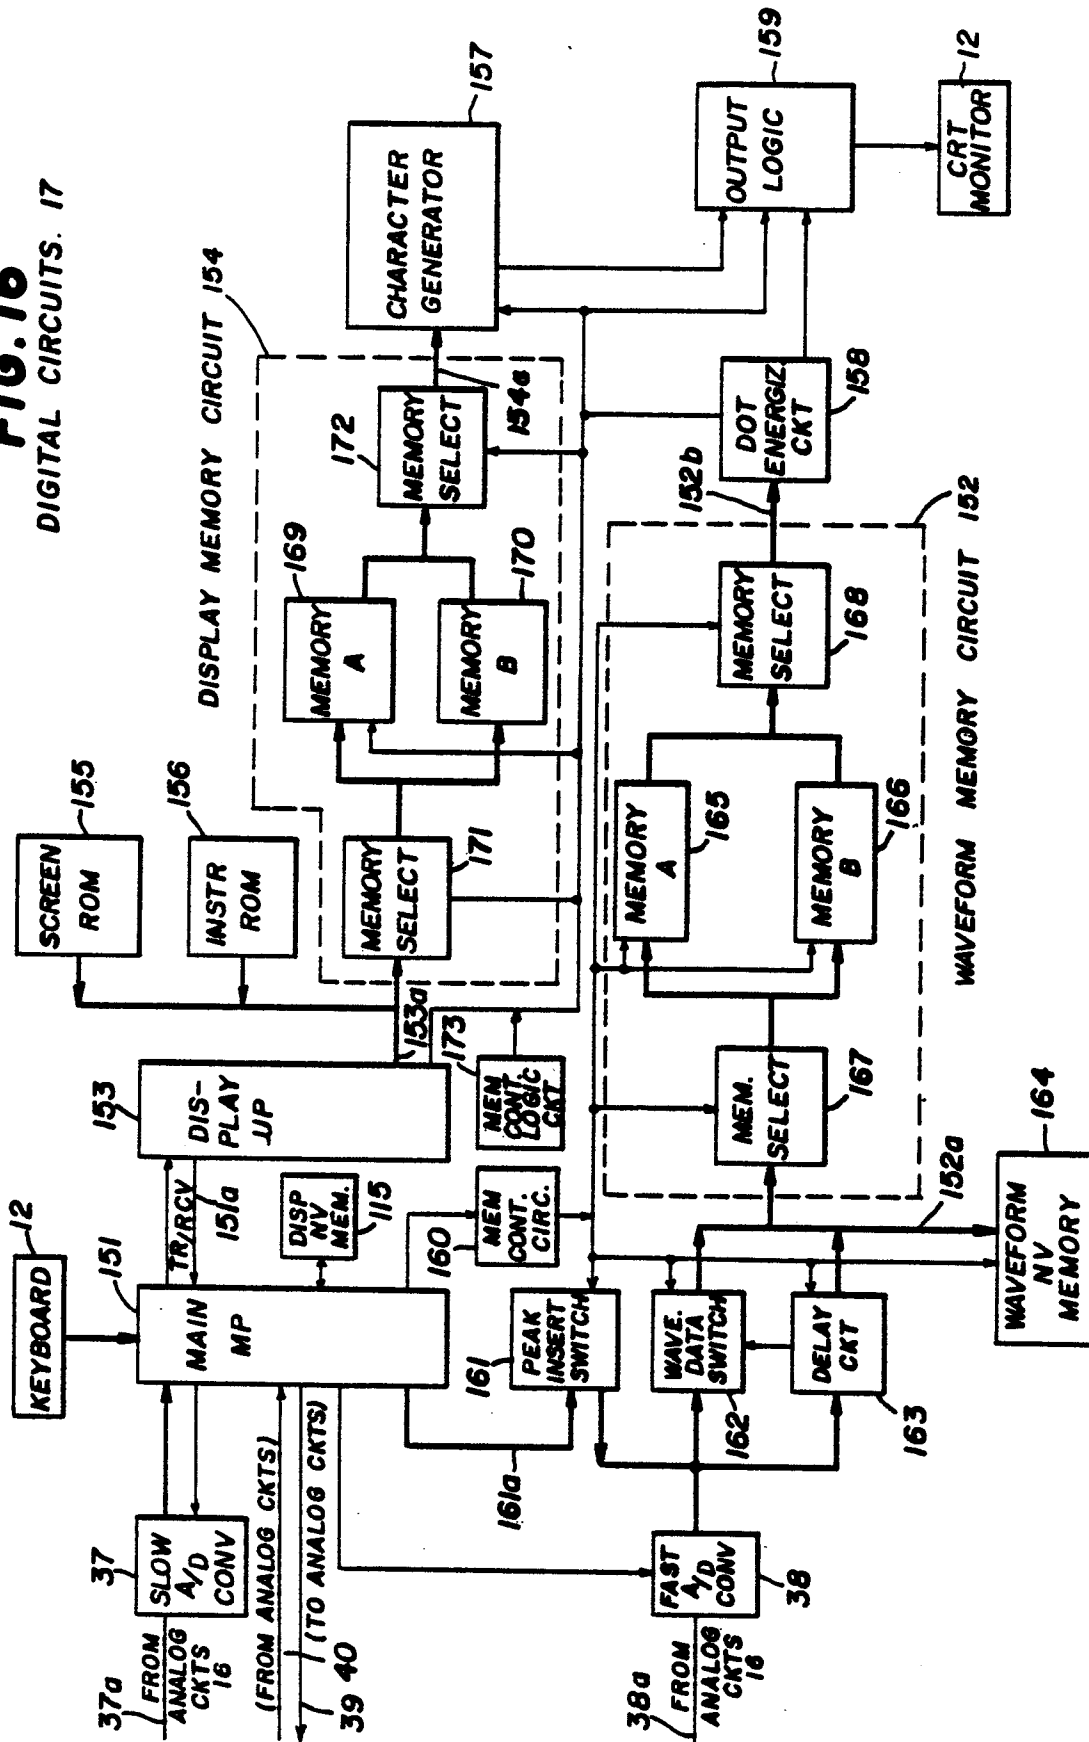 FIG. 16
DIGITAL CIRCUITS. 17
KEYBOARD
12
37
SLOW
A/D
CONV
37a
FROM
ANALOG
CKTS
16
(FROM ANALOG CKTS)
(TO ANALOG CKTS)
39
40
151
MAIN
MP
TR/RCV
151a
153
DIS-
PLAY
UP
153a
DISP
NV
MEM.
115
SCREEN
ROM
155
INSTR
ROM
156
DISPLAY MEMORY CIRCUIT 154
MEMORY
SELECT
171
MEMORY
A
169
MEMORY
B
170
172
MEMORY
SELECT
154a
CHARACTER
GENERATOR
157
160
MEM
CONT.
CIRC.
173
MEM
CONT.
LOGIC
CKT
161
PEAK
INSERT
SWITCH
161a
WAVE.
DATA
SWITCH
162
DELAY
CKT
163
FAST
A/D
CONV
38
38a
FROM
ANALOG
CKTS
16
WAVEFORM
NV
MEMORY
164
152a
MEM.
SELECT
167
MEMORY
A
165
MEMORY
B
166
MEMORY
SELECT
168
152b
152
WAVEFORM MEMORY CIRCUIT
DOT
ENERGIZ.
CKT
158
OUTPUT
LOGIC
159
CRT
MONITOR
12